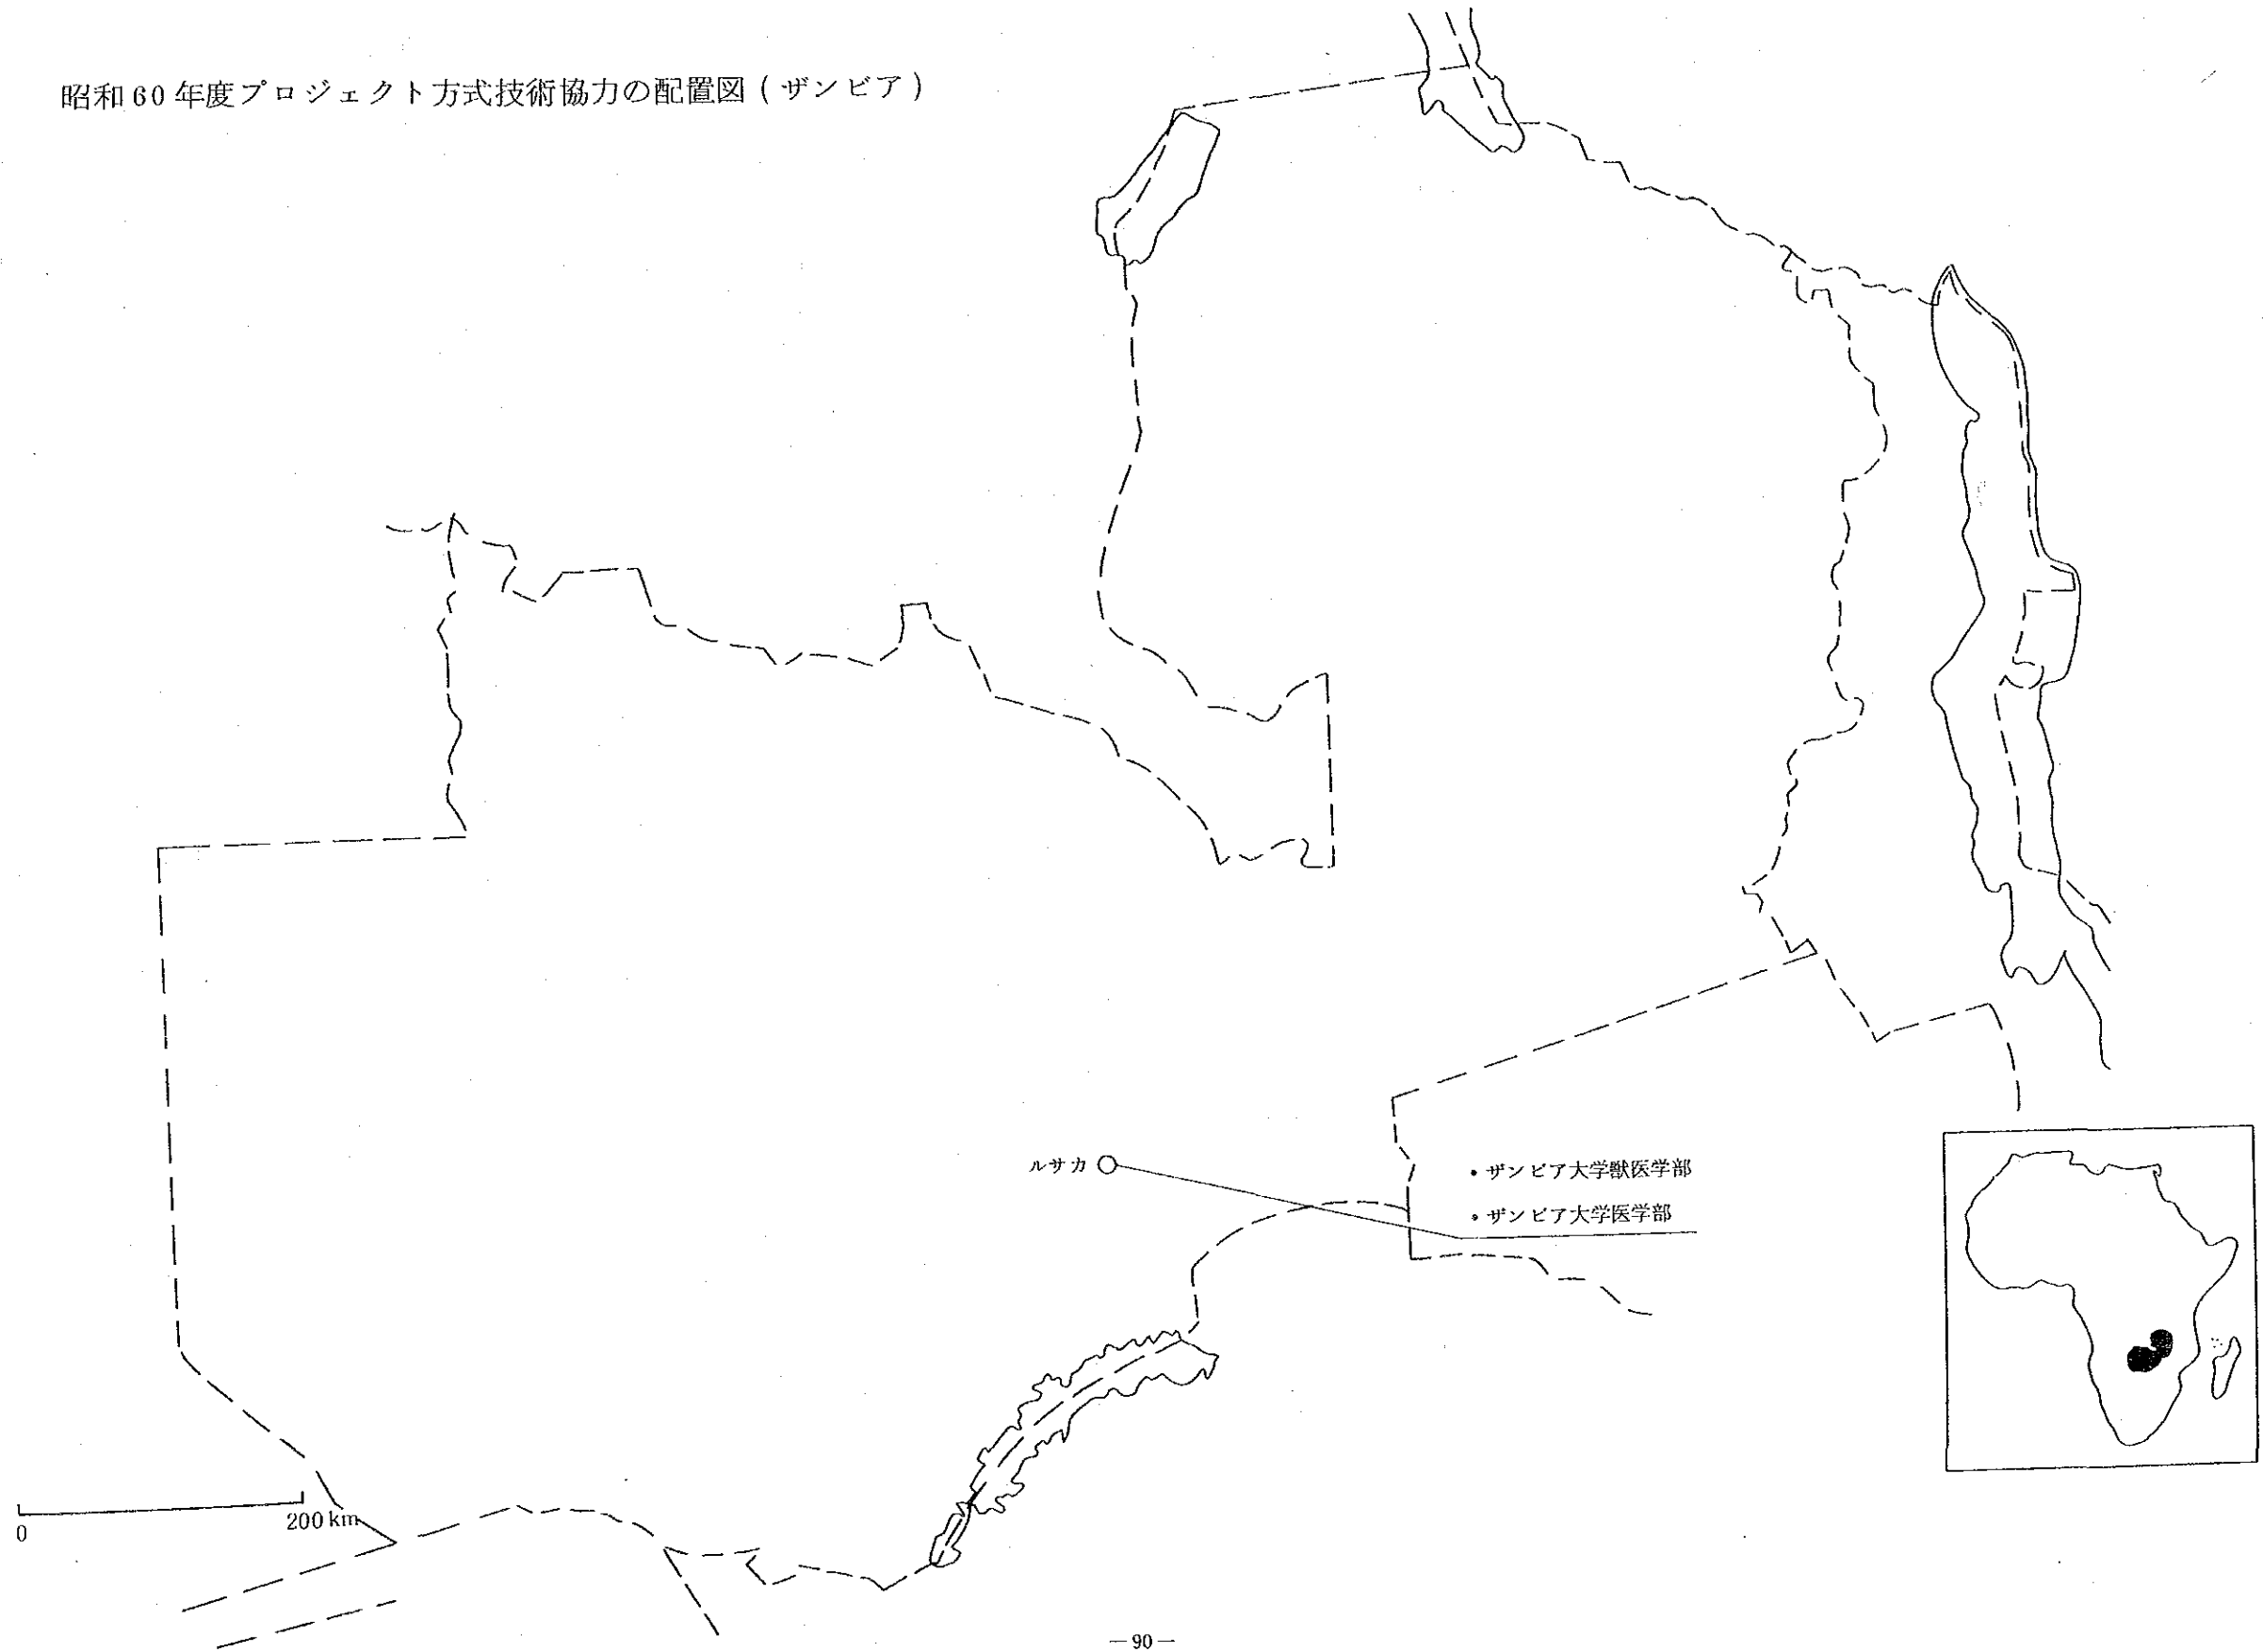 昭和60年度プロジェクト方式技術協力の配置図(ザンビア)
ルサカ
・ザンビア大学獣医学部
・ザンビア大学医学部
0
200km
—90—